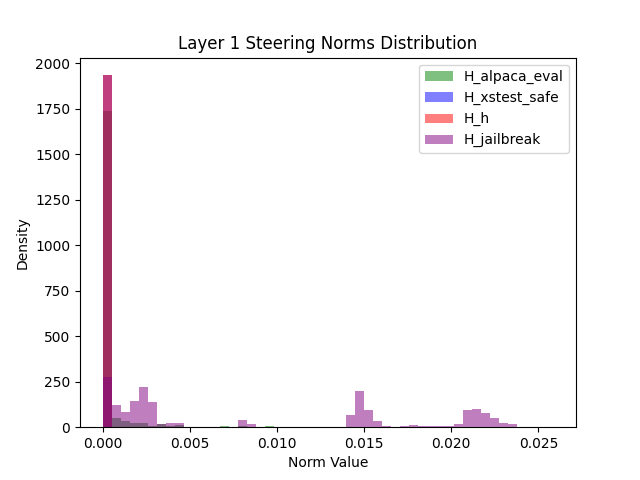 Layer 1 Steering Norms Distribution
H_alpaca_eval
H_xstest_safe
H_h
H_jailbreak
Density
2000
1750
1500
1250
1000
750
500
250
0
0.000 0.005 0.010 0.015 0.020 0.025
Norm Value